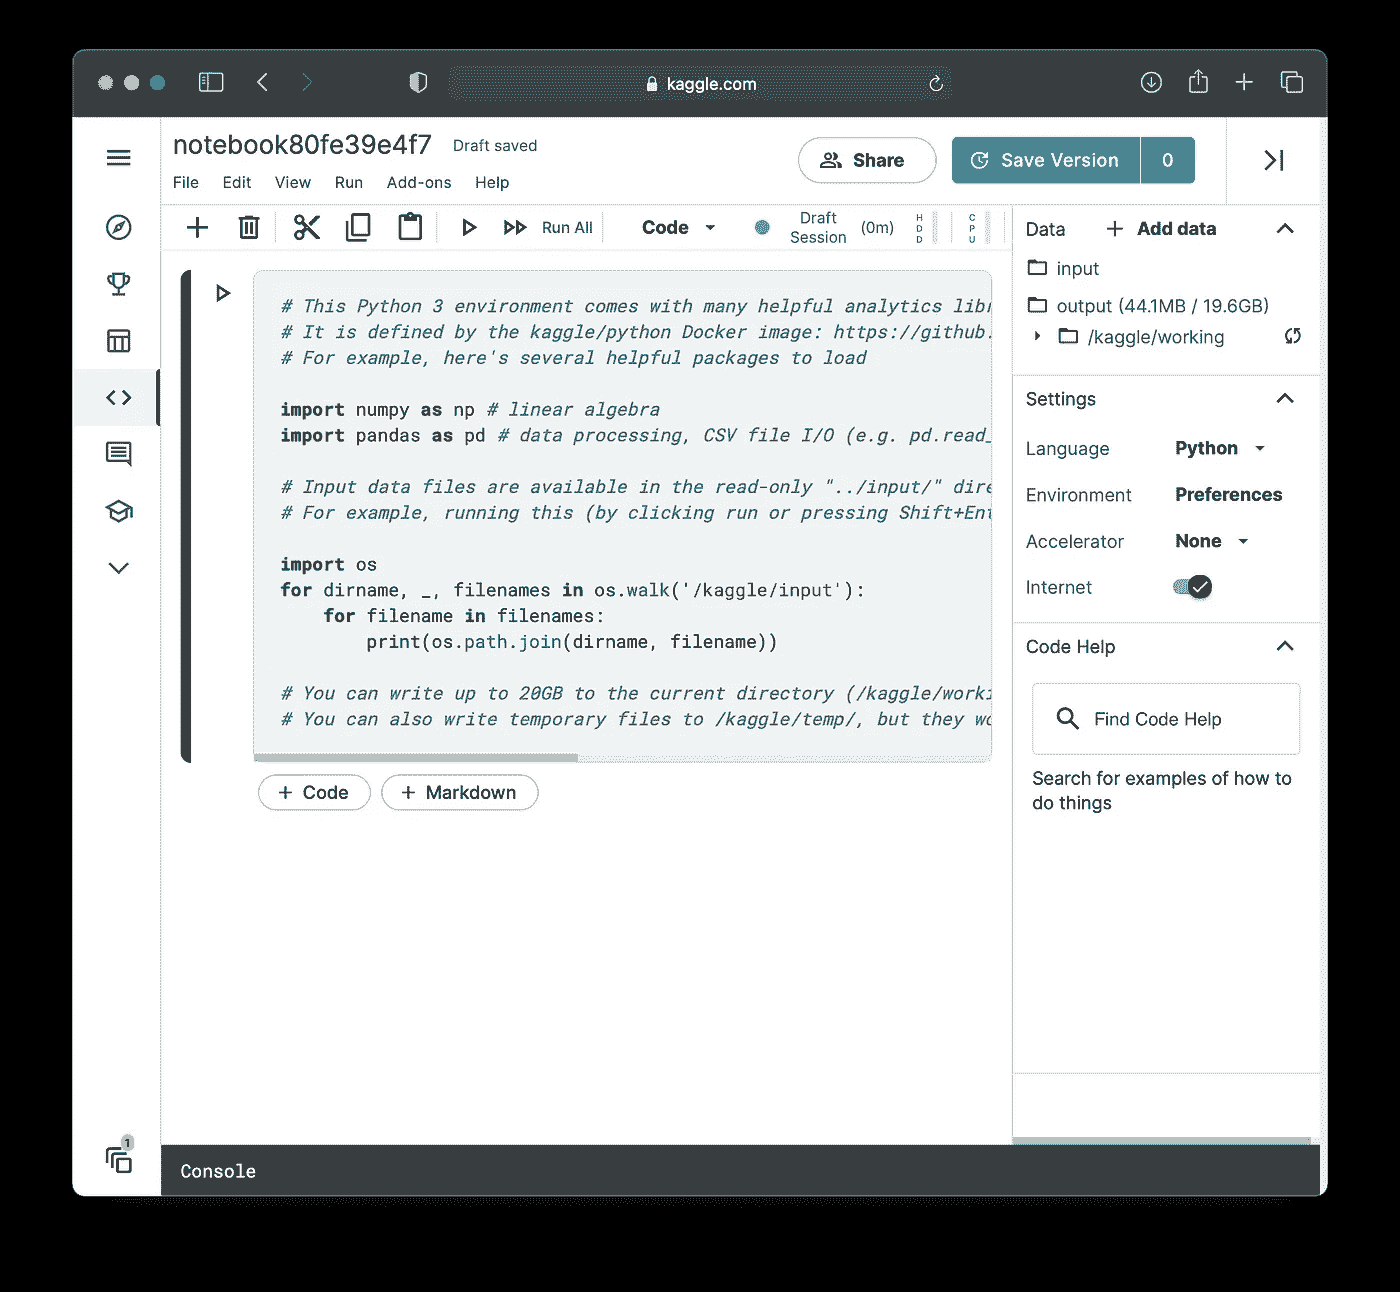 kaggle.com
notebook80fe39e4f7 Draft saved
Share
Save Version 0
File Edit View Run Add-ons Help
Run All Code Draft Session (0m) HDD CPU
# This Python 3 environment comes with many helpful analytics lib
# It is defined by the kaggle/python Docker image: https://github.
# For example, here's several helpful packages to load
import numpy as np # linear algebra
import pandas as pd # data processing, CSV file I/O (e.g. pd.read_
# Input data files are available in the read-only "../input/" dire
# For example, running this (by clicking run or pressing Shift+Ent
import os
for dirname, _, filenames in os.walk('/kaggle/input'):
    for filename in filenames:
        print(os.path.join(dirname, filename))
# You can write up to 20GB to the current directory (/kaggle/worki
# You can also write temporary files to /kaggle/temp/, but they wo
+ Code + Markdown
Data + Add data
input
output (44.1MB / 19.6GB)
/kaggle/working
Settings
Language Python
Environment Preferences
Accelerator None
Internet
Code Help
Find Code Help
Search for examples of how to
do things
1
Console